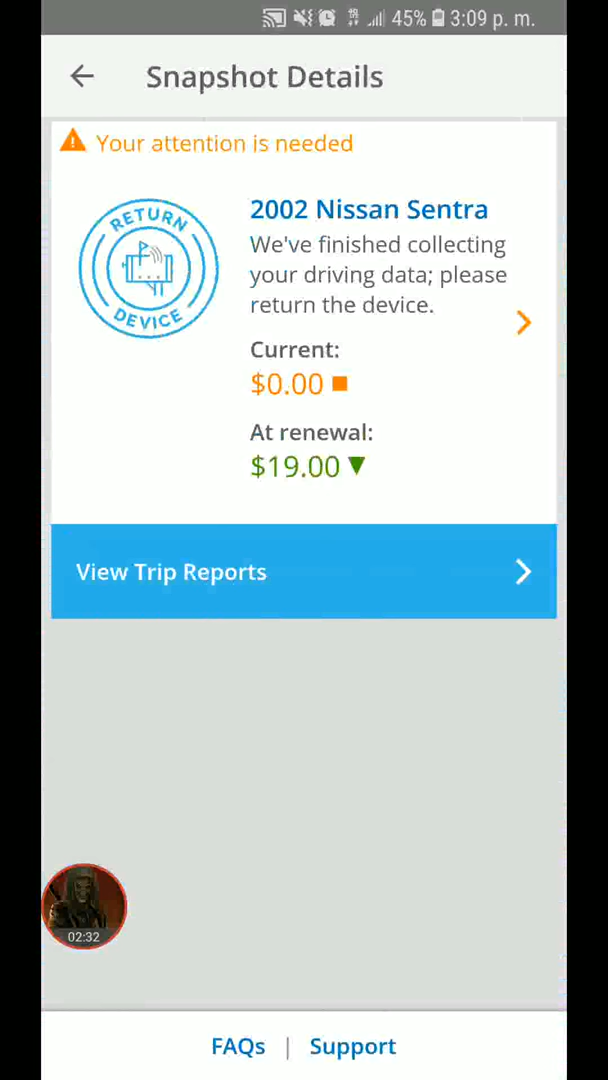 45% 3:09 p. m.
Snapshot Details
Your attention is needed
RETURN
DEVICE
2002 Nissan Sentra
We've finished collecting
your driving data; please
return the device.
Current:
$0.00
At renewal:
$19.00
View Trip Reports
02:32
FAQs | Support